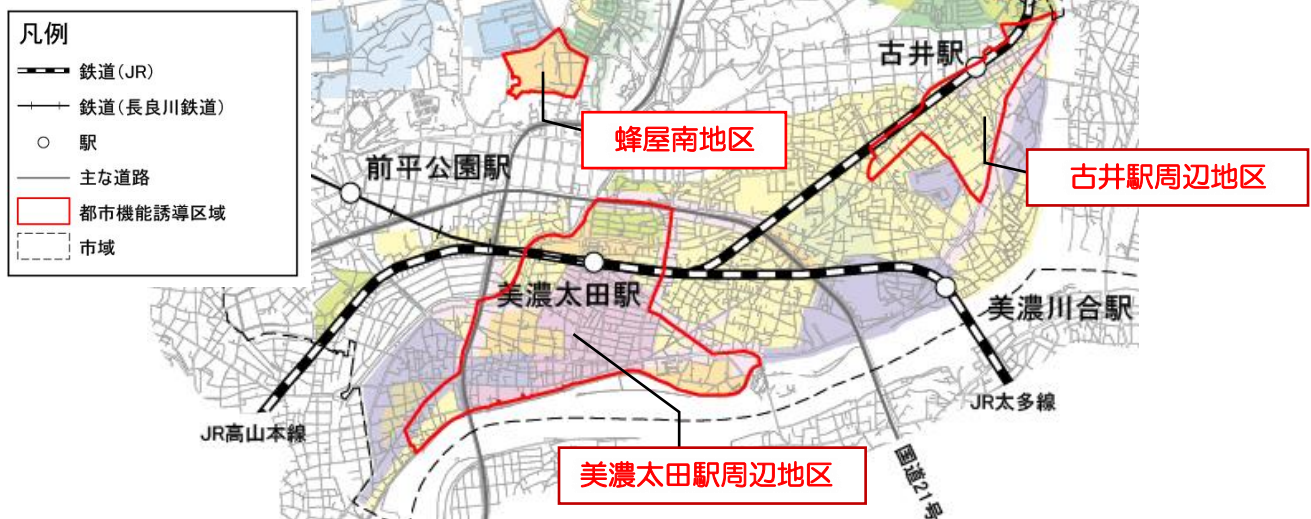 凡例
鉄道(JR)
鉄道(長良川鉄道)
駅
主な道路
都市機能誘導区域
市域
古井駅
蜂屋南地区
前平公園駅
古井駅周辺地区
美濃太田駅
美濃川合駅
JR太多線
JR高山本線
美濃太田駅周辺地区
国道21号